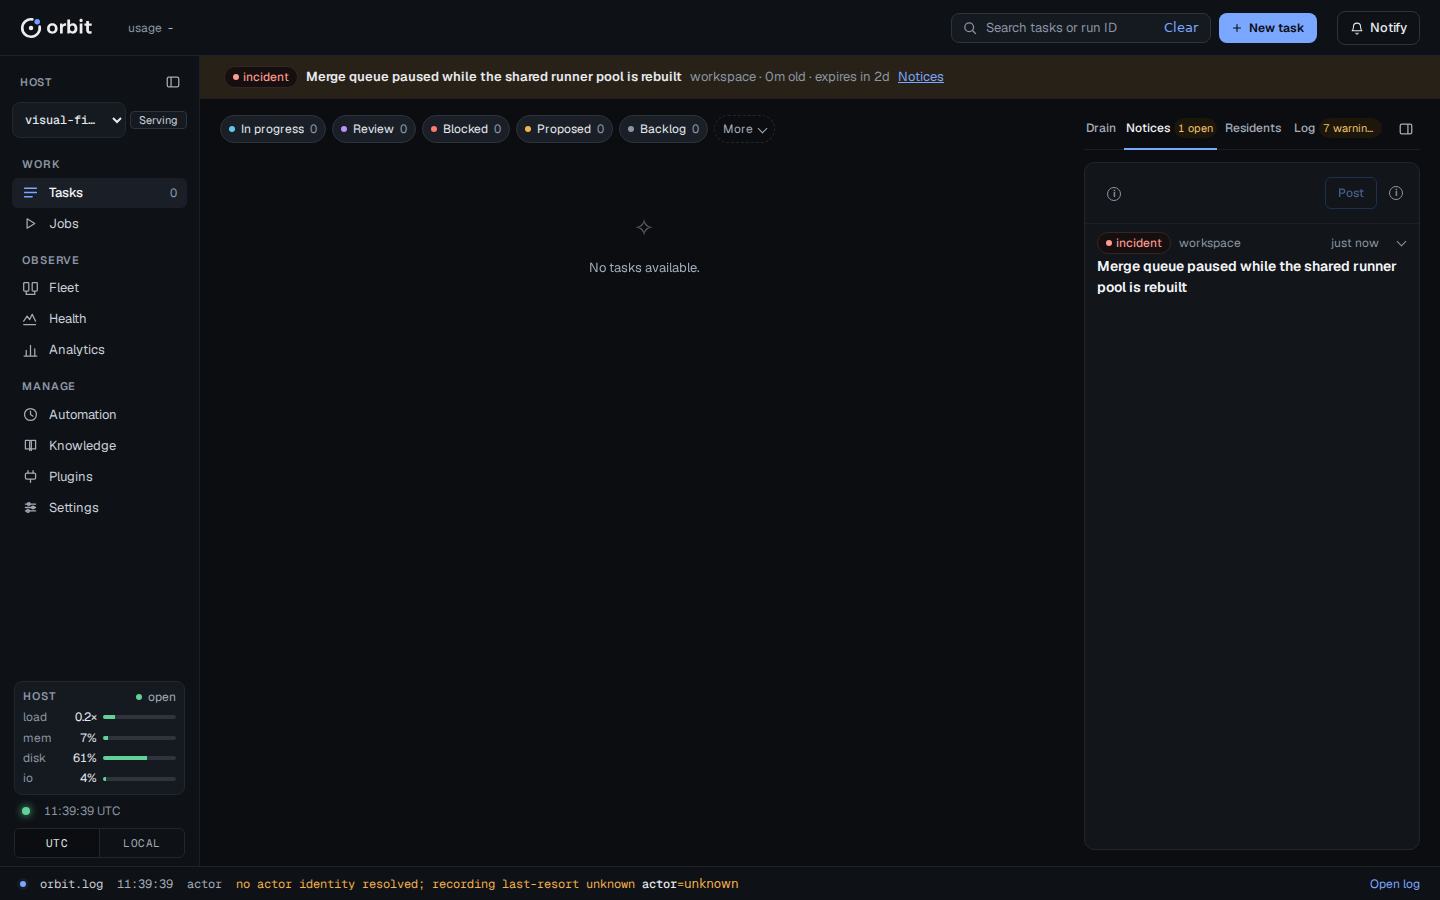 orbit
usage -
Search tasks or run ID
Clear
+ New task
Notify
HOST
visual-fi…
Serving
WORK
Tasks 0
Jobs
OBSERVE
Fleet
Health
Analytics
MANAGE
Automation
Knowledge
Plugins
Settings
HOST open
load 0.2×
mem 7%
disk 61%
io 4%
11:39:39 UTC
UTC LOCAL
incident Merge queue paused while the shared runner pool is rebuilt workspace · 0m old · expires in 2d Notices
In progress 0 Review 0 Blocked 0 Proposed 0 Backlog 0 More
No tasks available.
Drain Notices 1 open Residents Log 7 warnin…
Post
incident workspace just now
Merge queue paused while the shared runner
pool is rebuilt
orbit.log 11:39:39 actor no actor identity resolved; recording last-resort unknown actor=unknown Open log